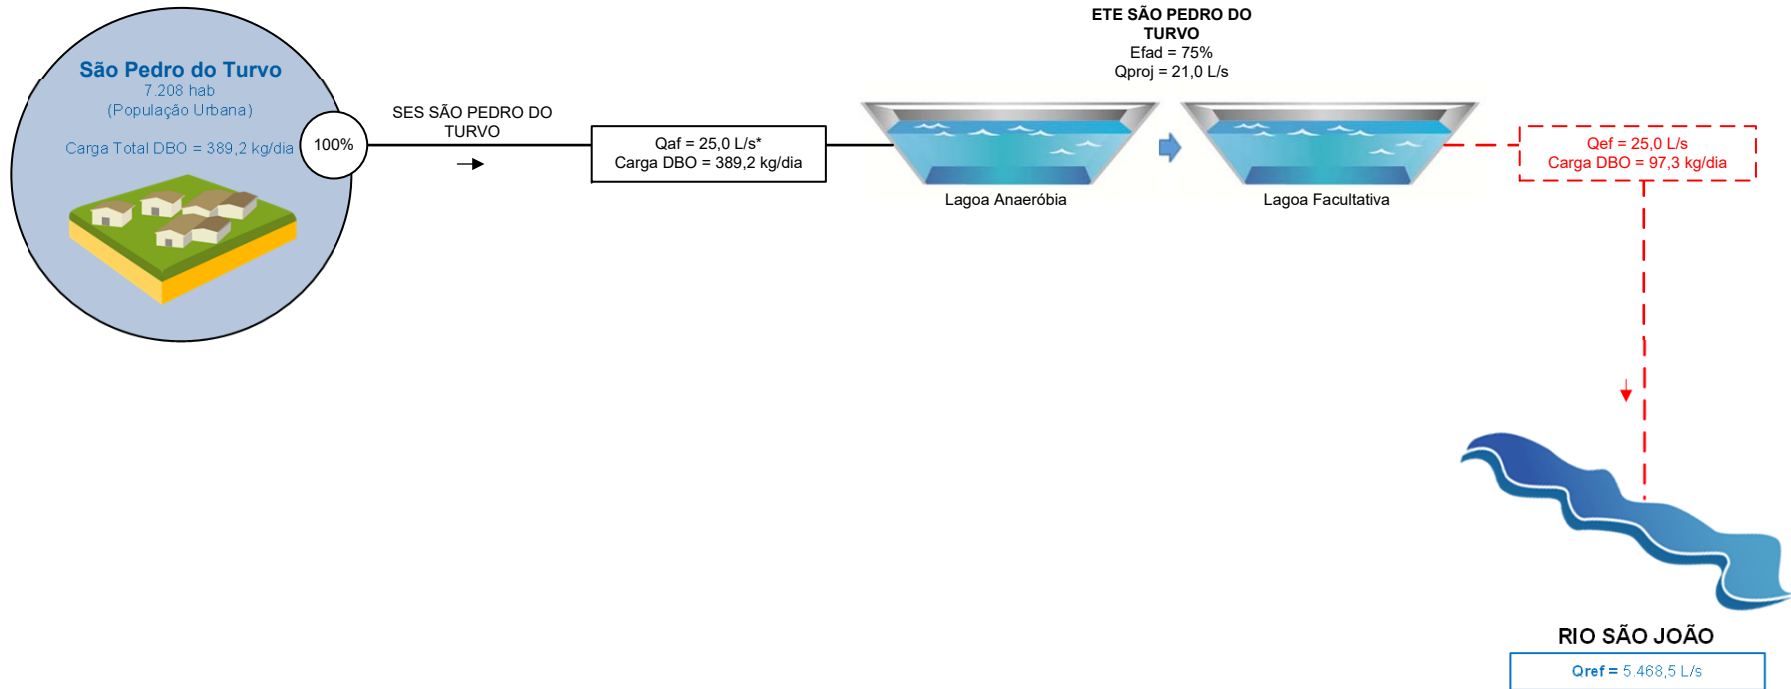 São Pedro do Turvo
7.208 hab
(População Urbana)
Carga Total DBO = 389,2 kg/dia
100%
SES SÃO PEDRO DO
TURVO
Qaf = 25,0 L/s*
Carga DBO = 389,2 kg/dia
ETE SÃO PEDRO DO
TURVO
Efad = 75%
Qproj = 21,0 L/s
Lagoa Anaeróbia
Lagoa Facultativa
Qef = 25,0 L/s
Carga DBO = 97,3 kg/dia
RIO SÃO JOÃO
Qref = 5.468,5 L/s